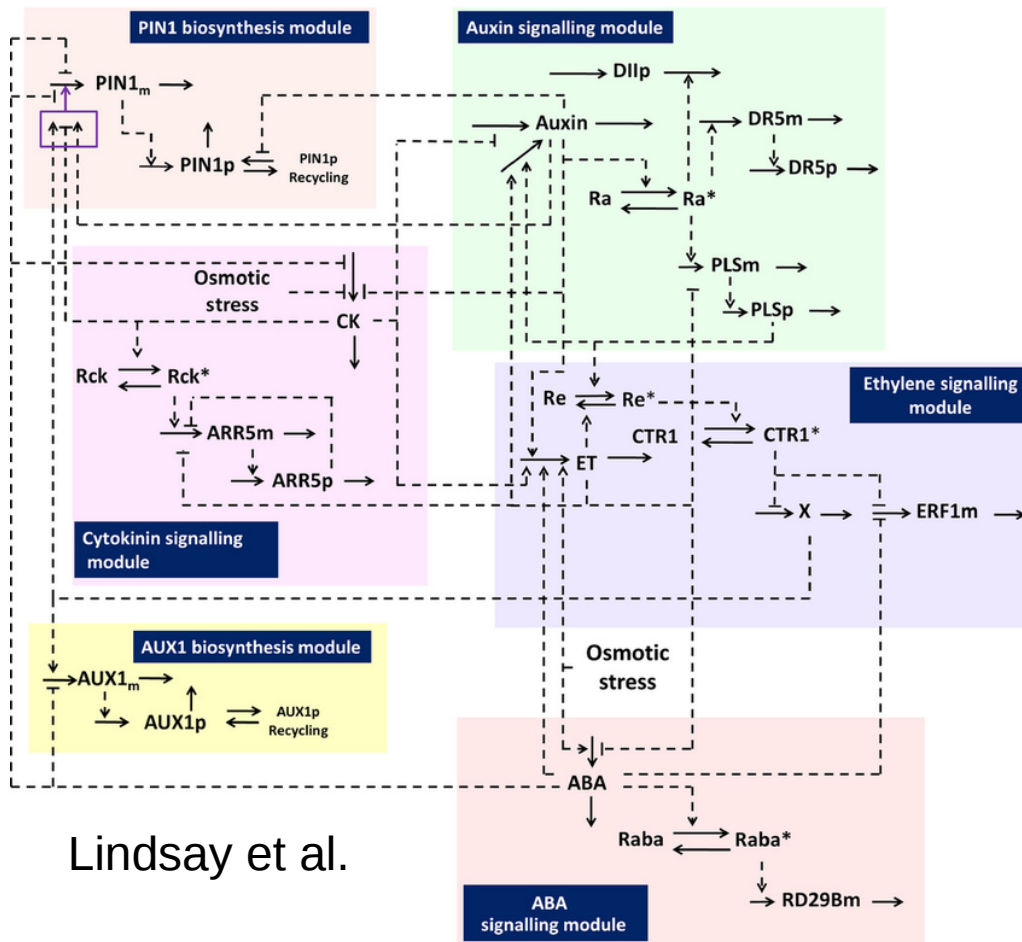 PIN1 biosynthesis module
PIN1m
PIN1p
PIN1p
Recycling
Auxin signalling module
DIIp
Auxin
DR5m
DR5p
Ra
Ra*
PLSm
PLSp
Osmotic
stress
CK
Rck
Rck*
ARR5m
ARR5p
Cytokinin signalling
module
Ethylene signalling
module
Re
Re*
CTR1
CTR1*
ET
X
ERF1m
AUX1 biosynthesis module
AUX1m
AUX1p
AUX1p
Recycling
Osmotic
stress
ABA
Raba
Raba*
RD29Bm
ABA
signalling module
Lindsay et al.